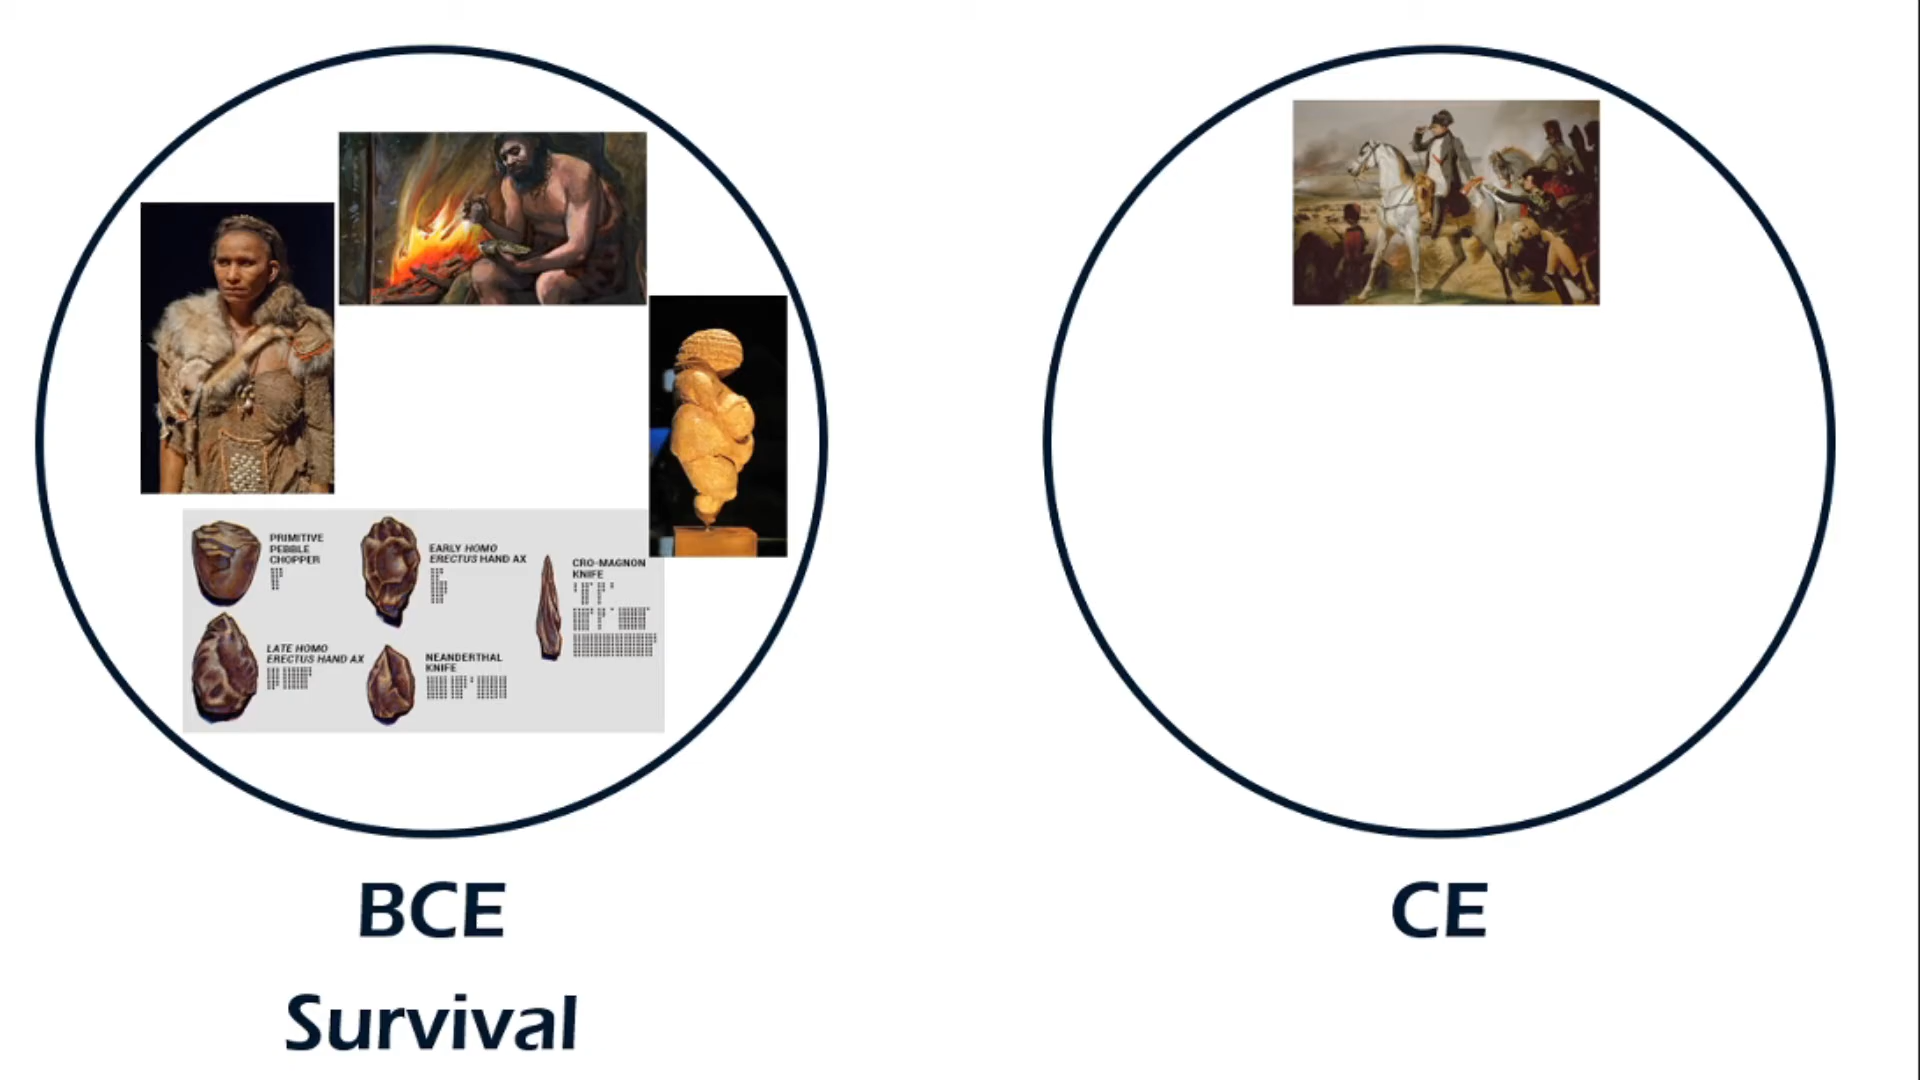 PRIMITIVE
PEBBLE
CHOPPER
EARLY HOMO
ERECTUS HAND AX
CRO-MAGNON
KNIFE
LATE HOMO
ERECTUS HAND AX
NEANDERTHAL
KNIFE
BCE
CE
Survival